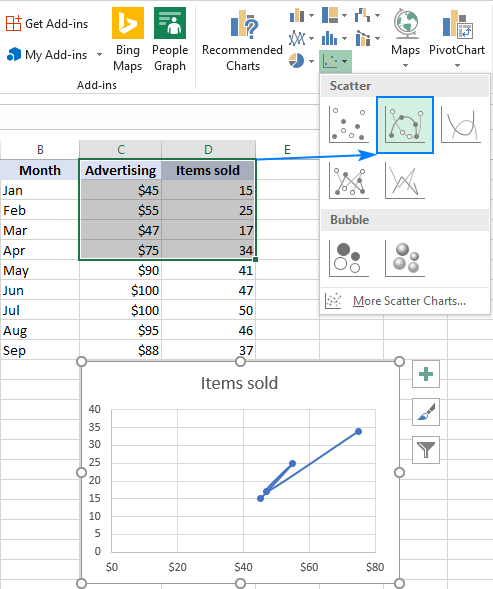 Get Add-ins
My Add-ins
Add-ins
Bing Maps
People Graph
Recommended Charts
Maps
PivotChart
Scatter
Bubble
More Scatter Charts...
B C D E
Month Advertising Items sold
Jan $45 15
Feb $55 25
Mar $47 17
Apr $75 34
May $90 41
Jun $100 47
Jul $100 50
Aug $95 46
Sep $88 37
Items sold
40
35
30
25
20
15
10
5
0
$0 $20 $40 $60 $80